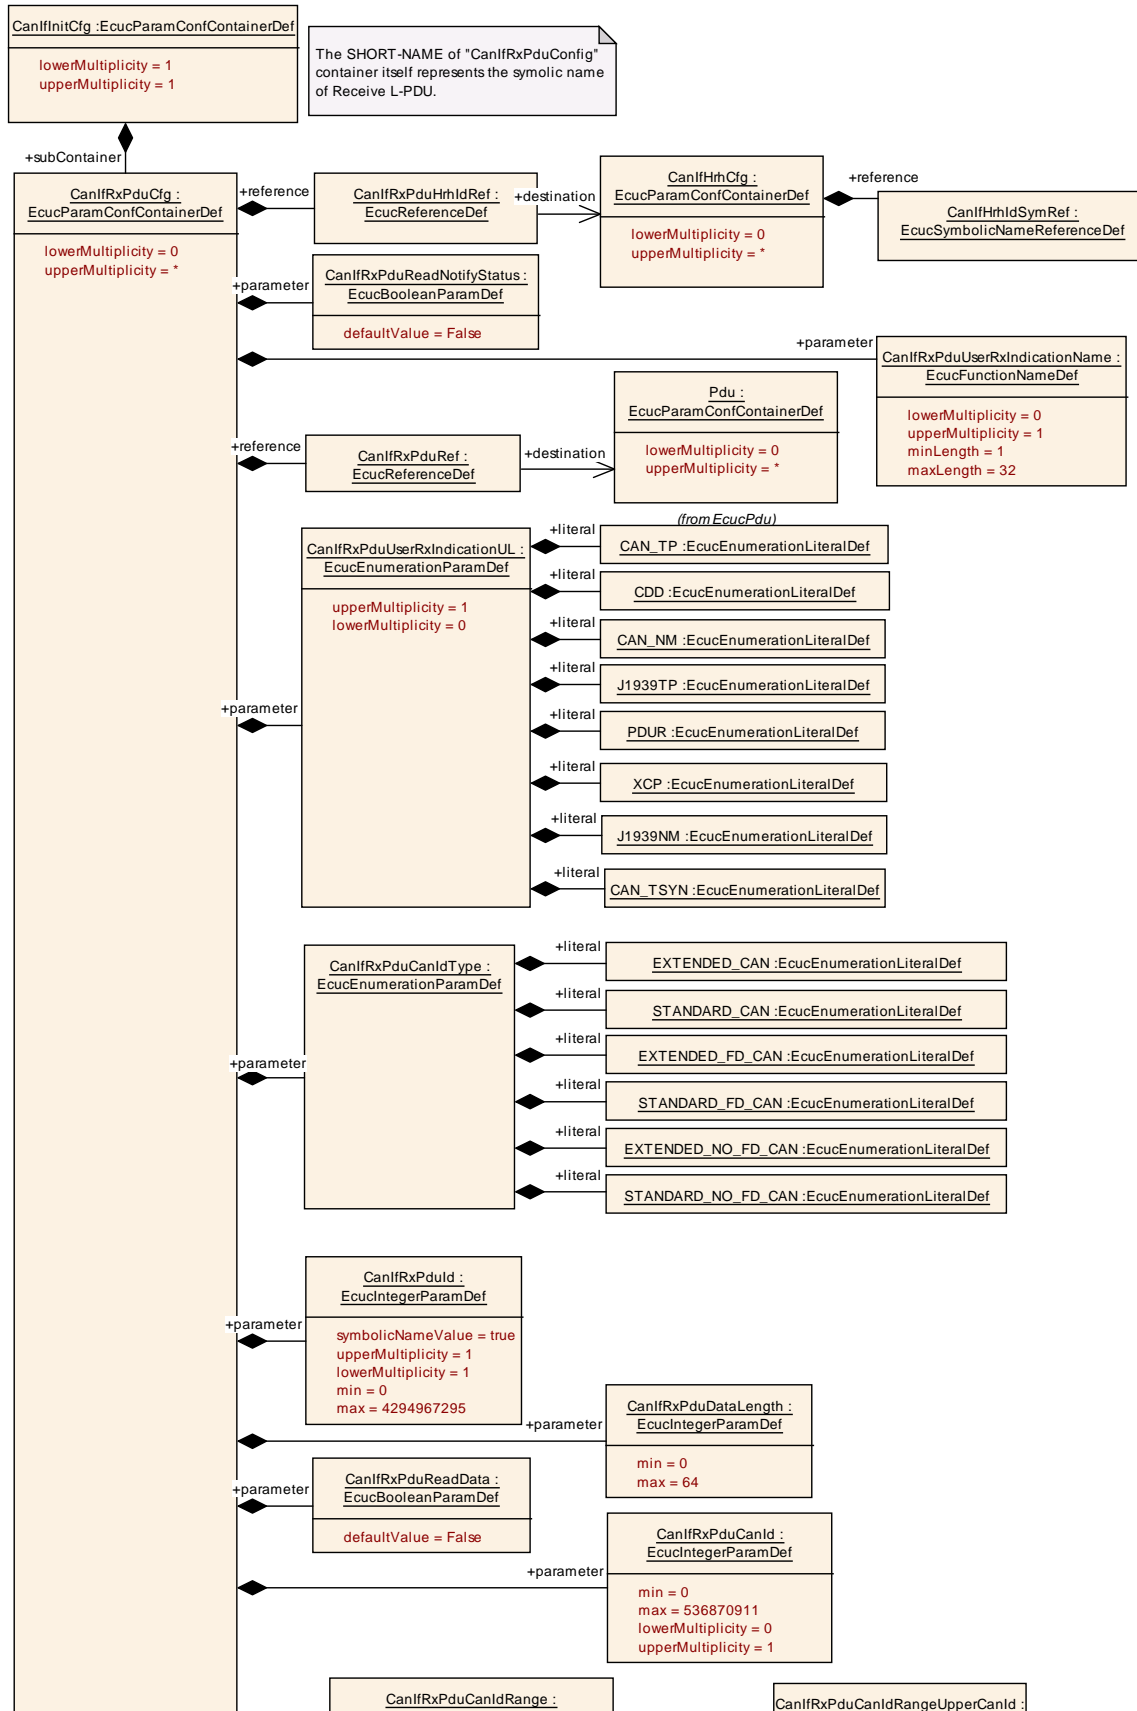 CanIfInitCfg :EcucParamConfContainerDef
lowerMultiplicity = 1
upperMultiplicity = 1
The SHORT-NAME of "CanIfRxPduConfig"
container itself represents the symolic name
of Receive L-PDU.
+subContainer
CanIfRxPduCfg :
EcucParamConfContainerDef
lowerMultiplicity = 0
upperMultiplicity = *
+reference
CanIfRxPduHrhIdRef :
EcucReferenceDef
+destination
CanIfHrhCfg :
EcucParamConfContainerDef
lowerMultiplicity = 0
upperMultiplicity = *
+reference
CanIfHrhIdSymRef :
EcucSymbolicNameReferenceDef
+parameter
CanIfRxPduReadNotifyStatus :
EcucBooleanParamDef
defaultValue = False
+parameter
CanIfRxPduUserRxIndicationName :
EcucFunctionNameDef
lowerMultiplicity = 0
upperMultiplicity = 1
minLength = 1
maxLength = 32
+reference
CanIfRxPduRef :
EcucReferenceDef
+destination
Pdu :
EcucParamConfContainerDef
lowerMultiplicity = 0
upperMultiplicity = *
(from EcucPdu)
+parameter
CanIfRxPduUserRxIndicationUL :
EcucEnumerationParamDef
upperMultiplicity = 1
lowerMultiplicity = 0
+literal
CAN_TP :EcucEnumerationLiteralDef
+literal
CDD :EcucEnumerationLiteralDef
+literal
CAN_NM :EcucEnumerationLiteralDef
+literal
J1939TP :EcucEnumerationLiteralDef
+literal
PDUR :EcucEnumerationLiteralDef
+literal
XCP :EcucEnumerationLiteralDef
+literal
J1939NM :EcucEnumerationLiteralDef
+literal
CAN_TSYN :EcucEnumerationLiteralDef
+parameter
CanIfRxPduCanIdType :
EcucEnumerationParamDef
+literal
EXTENDED_CAN :EcucEnumerationLiteralDef
+literal
STANDARD_CAN :EcucEnumerationLiteralDef
+literal
EXTENDED_FD_CAN :EcucEnumerationLiteralDef
+literal
STANDARD_FD_CAN :EcucEnumerationLiteralDef
+literal
EXTENDED_NO_FD_CAN :EcucEnumerationLiteralDef
+literal
STANDARD_NO_FD_CAN :EcucEnumerationLiteralDef
+parameter
CanIfRxPduId :
EcucIntegerParamDef
symbolicNameValue = true
upperMultiplicity = 1
lowerMultiplicity = 1
min = 0
max = 4294967295
+parameter
CanIfRxPduDataLength :
EcucIntegerParamDef
min = 0
max = 64
+parameter
CanIfRxPduReadData :
EcucBooleanParamDef
defaultValue = False
+parameter
CanIfRxPduCanId :
EcucIntegerParamDef
min = 0
max = 536870911
lowerMultiplicity = 0
upperMultiplicity = 1
CanIfRxPduCanIdRange :
CanIfRxPduCanIdRangeUpperCanId :